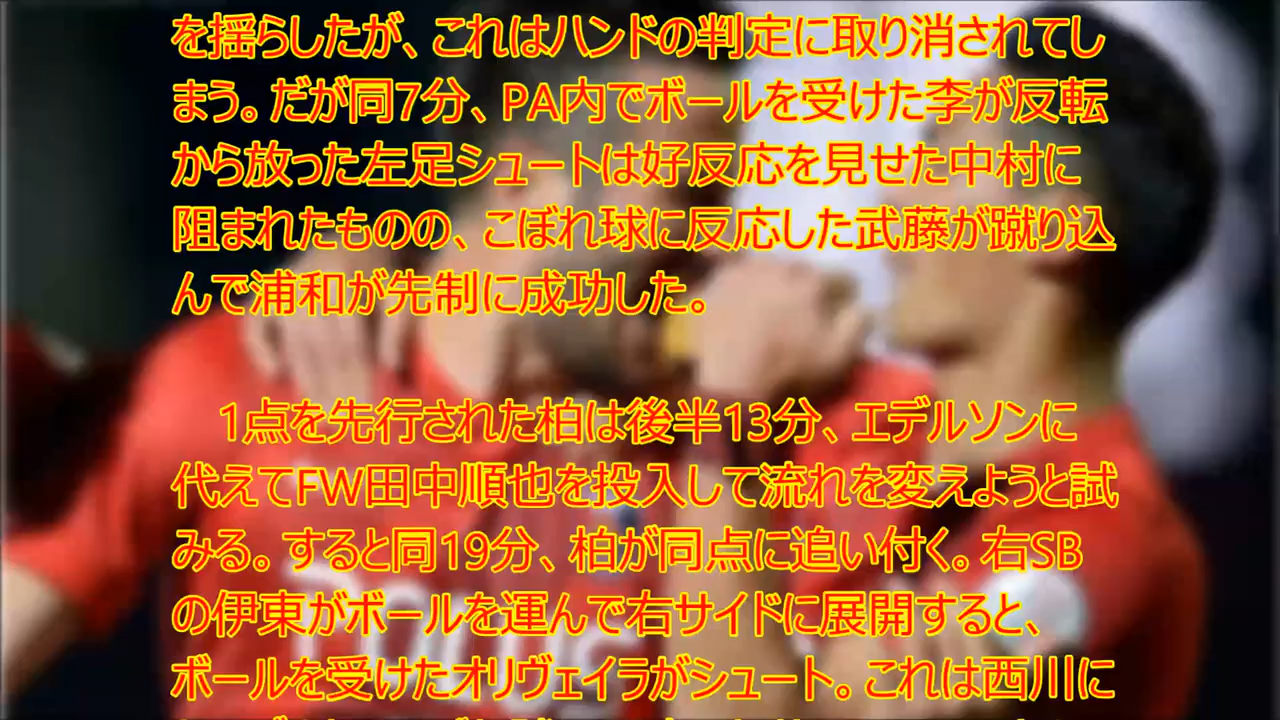 を揺らしたが、これはハンドの判定に取り消されてし
まう。だが同7分、PA内でボールを受けた李が反転
から放った左足シュートは好反応を見せた中村に
阻まれたものの、こぼれ球に反応した武藤が蹴り込
んで浦和が先制に成功した。
1点を先行された柏は後半13分、エデルソンに
代えてFW田中順也を投入して流れを変えようと試
みる。すると同19分、柏が同点に追い付く。右SB
の伊東がボールを運んで右サイドに展開すると、
ボールを受けたオリヴェイラがシュート。これは西川に